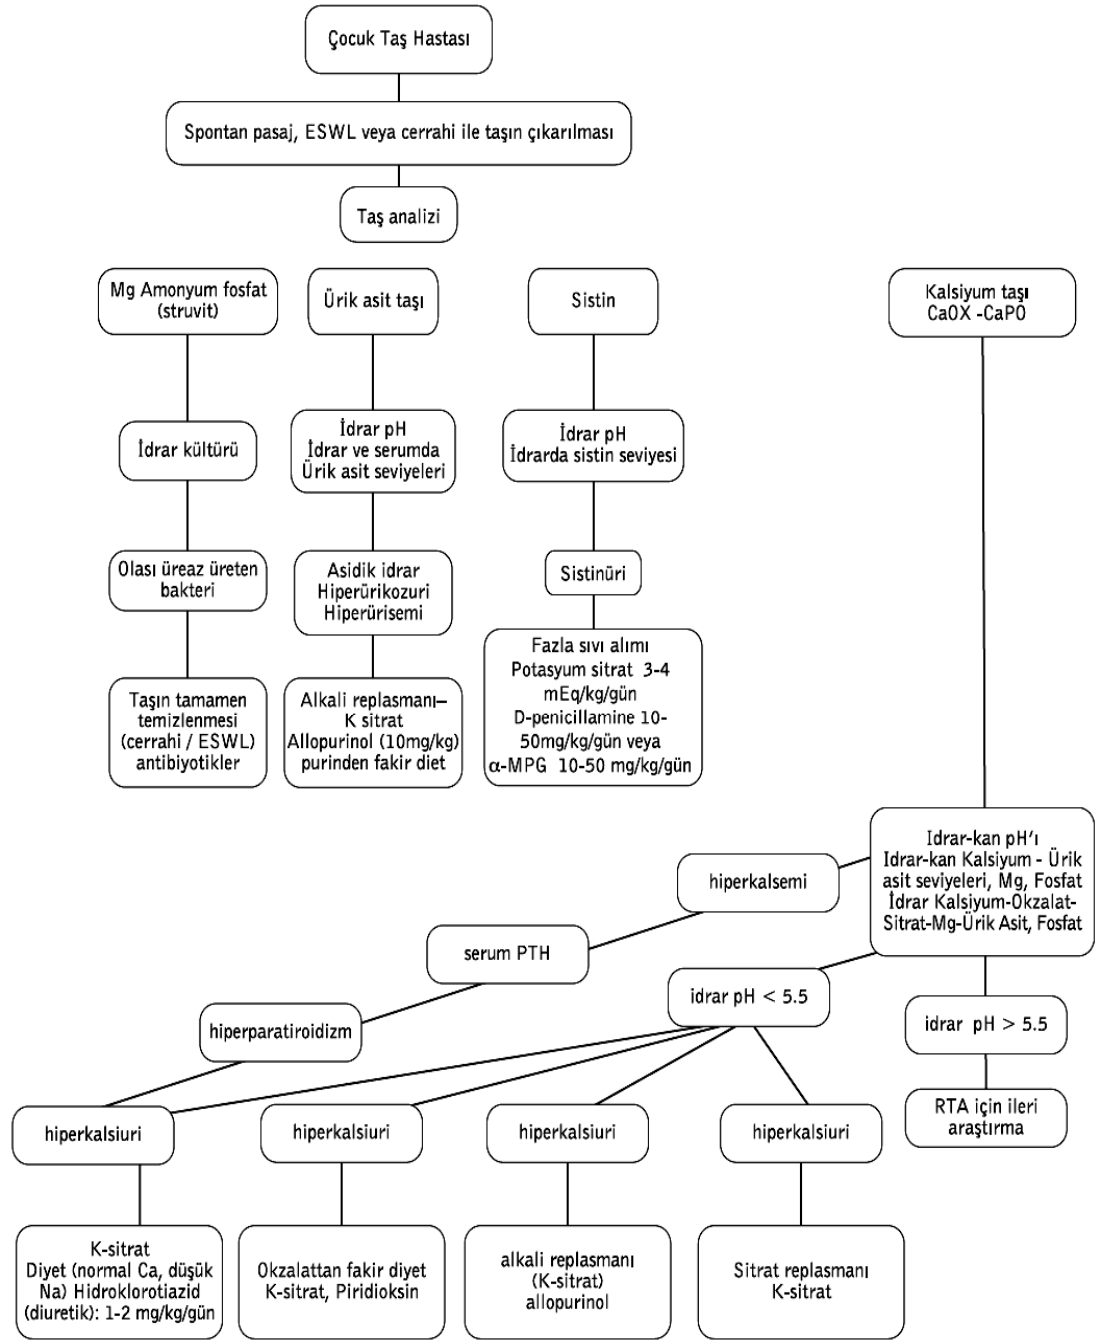 Çocuk Taş Hastası
Spontan pasaj, ESWL veya cerrahi ile taşın çıkarılması
Taş analizi
Mg Amonyum fosfat
(struvit)
Ürik asit taşı
Sistin
Kalsiyum taşı
CaOX -CaPO
İdrar kültürü
İdrar pH
İdrar ve serumda
Ürik asit seviyeleri
İdrar pH
İdrarda sistin seviyesi
Olası üreaz üreten
bakteri
Asidik idrar
Hiperürikozuri
Hiperürisemi
Sistinüri
Taşın tamamen
temizlenmesi
(cerrahi / ESWL)
antibiyotikler
Alkali replasmanı–
K sitrat
Allopurinol (10mg/kg)
purinden fakir diet
Fazla sıvı alımı
Potasyum sitrat 3-4
mEq/kg/gün
D-penicillamine 10-
50mg/kg/gün veya
α-MPG 10-50 mg/kg/gün
Idrar-kan pH'ı
Idrar-kan Kalsiyum - Ürik
asit seviyeleri, Mg, Fosfat
İdrar Kalsiyum-Okzalat-
Sitrat-Mg-Ürik Asit, Fosfat
hiperkalsemi
serum PTH
hiperparatiroidizm
idrar pH < 5.5
idrar pH > 5.5
RTA için ileri
araştırma
hiperkalsiuri
hiperkalsiuri
hiperkalsiuri
hiperkalsiuri
K-sitrat
Diyet (normal Ca, düşük
Na) Hidroklorotiazid
(diuretik): 1-2 mg/kg/gün
Okzalattan fakir diyet
K-sitrat, Piridioksin
alkali replasmanı
(K-sitrat)
allopurinol
Sitrat replasmanı
K-sitrat